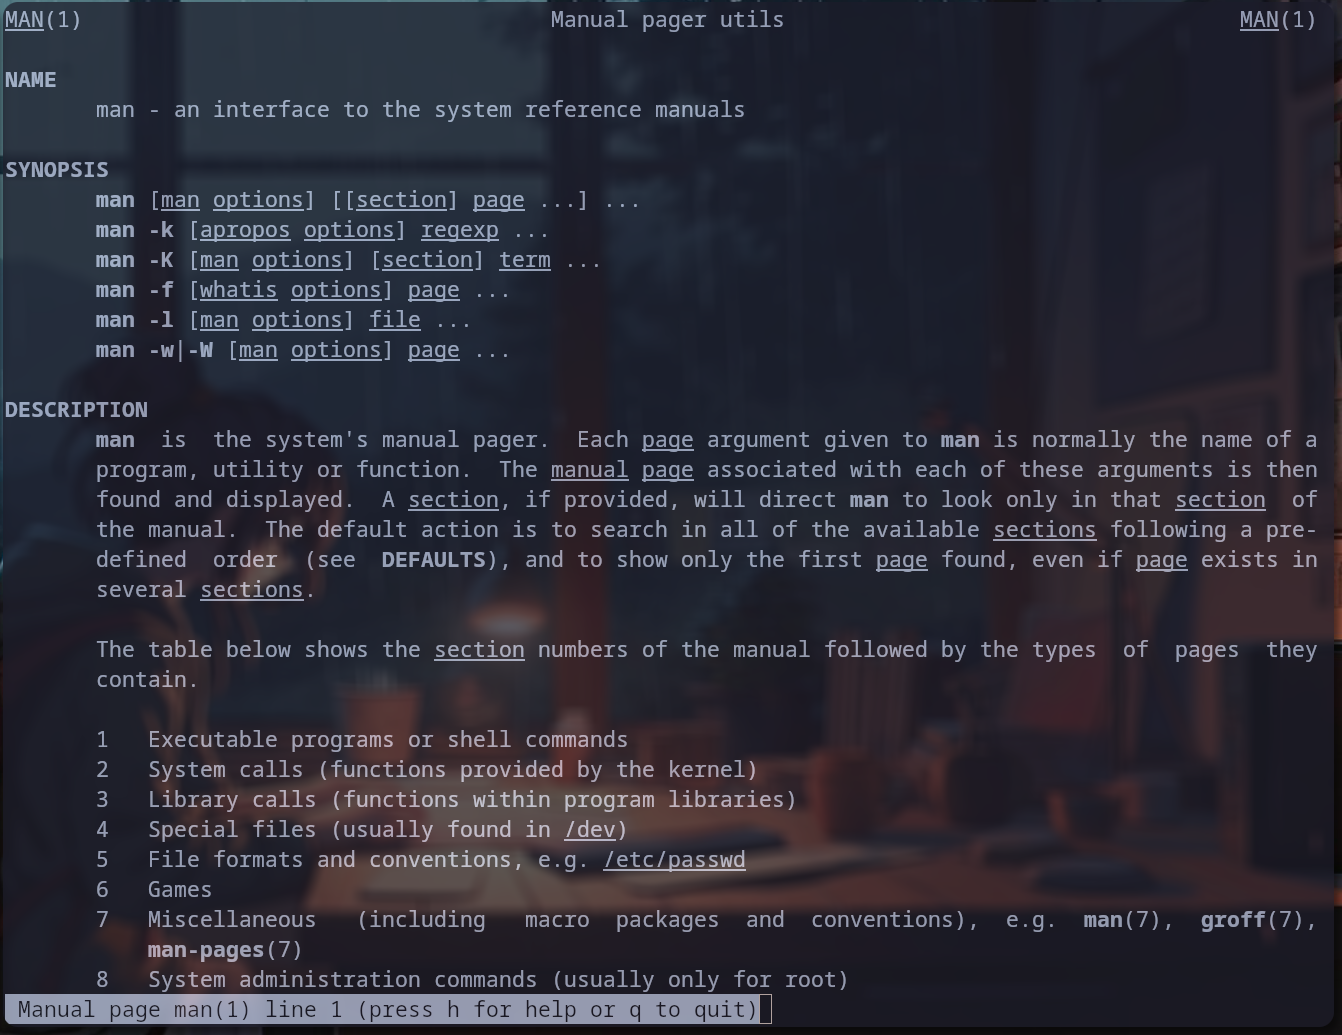 MAN(1) Manual pager utils MAN(1)
NAME
man - an interface to the system reference manuals
SYNOPSIS
man [man options] [[section] page ...] ...
man -k [apropos options] regexp ...
man -K [man options] [section] term ...
man -f [whatis options] page ...
man -l [man options] file ...
man -w|-W [man options] page ...
DESCRIPTION
man is the system's manual pager. Each page argument given to man is normally the name of a
program, utility or function. The manual page associated with each of these arguments is then
found and displayed. A section, if provided, will direct man to look only in that section of
the manual. The default action is to search in all of the available sections following a pre-
defined order (see DEFAULTS), and to show only the first page found, even if page exists in
several sections.
The table below shows the section numbers of the manual followed by the types of pages they
contain.
1 Executable programs or shell commands
2 System calls (functions provided by the kernel)
3 Library calls (functions within program libraries)
4 Special files (usually found in /dev)
5 File formats and conventions, e.g. /etc/passwd
6 Games
7 Miscellaneous (including macro packages and conventions), e.g. man(7), groff(7),
man-pages(7)
8 System administration commands (usually only for root)
Manual page man(1) line 1 (press h for help or q to quit)